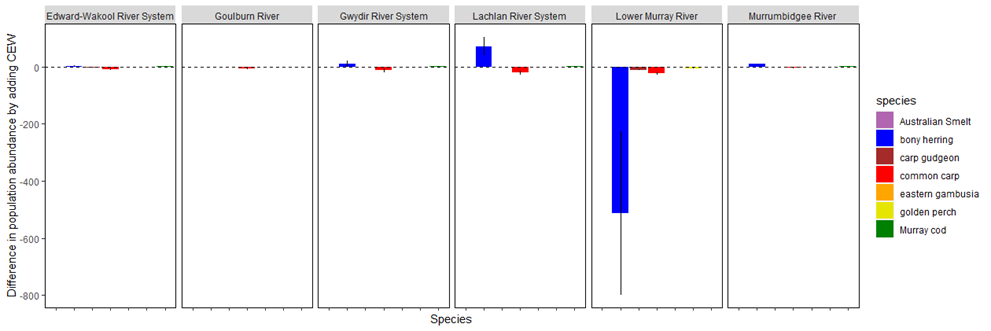 Edward-Wakool River System
Goulburn River
Gwydir River System
Lachlan River System
Lower Murray River
Murrumbidgee River
Difference in population abundance by adding CEW
0
-200
-400
-600
-800
Species
species
Australian Smelt
bony herring
carp gudgeon
common carp
eastern gambusia
golden perch
Murray cod